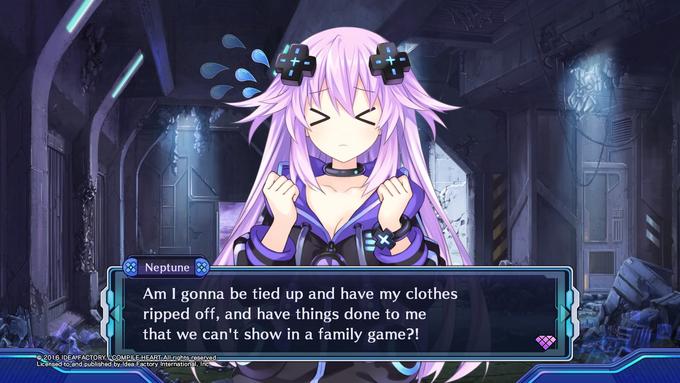 Neptune
Am I gonna be tied up and have my clothes
ripped off, and have things done to me
that we can't show in a family game?!
© 2016 IDEA FACTORY / COMPILE HEART All rights reserved.
Licensed to and published by Idea Factory International, Inc.